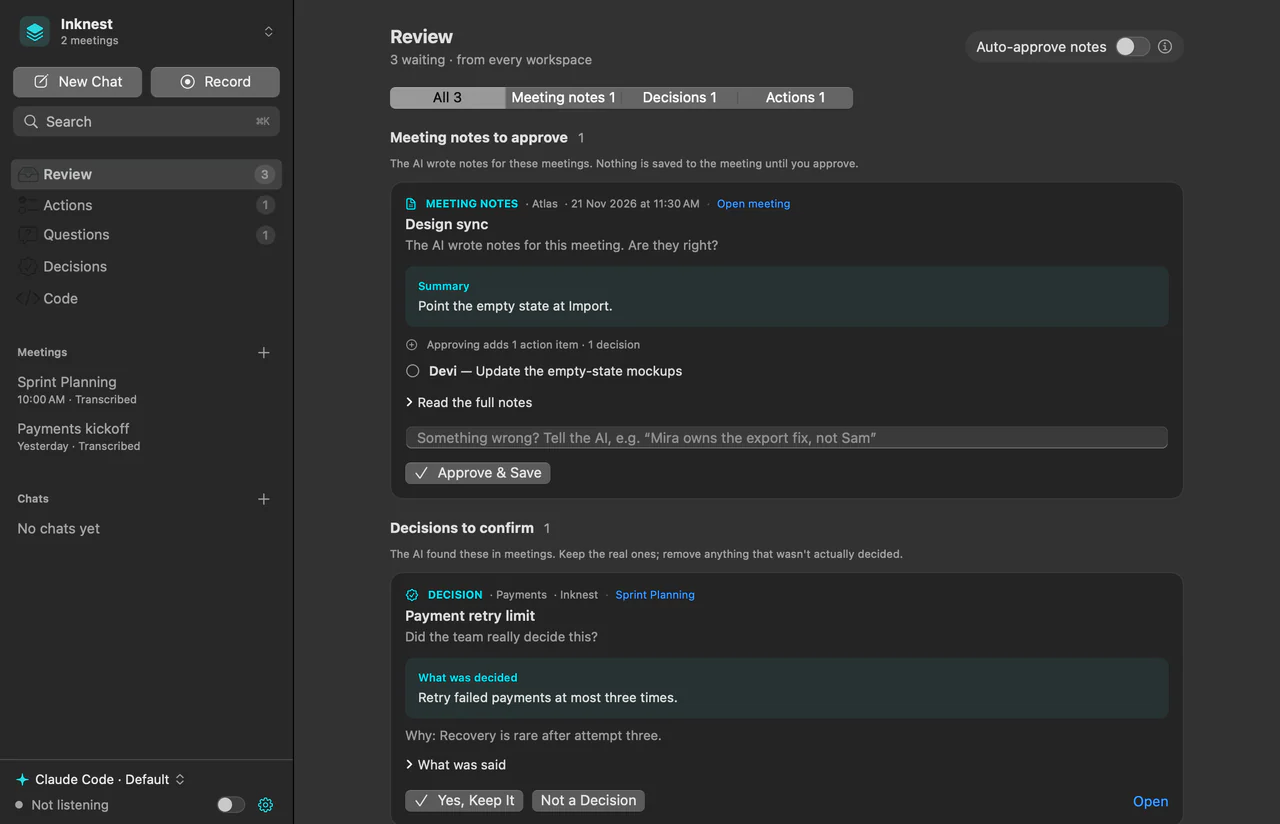 Inknest
2 meetings
New Chat
Record
Search
⌘K
Review 3
Actions 1
Questions 1
Decisions
Code
Meetings
Sprint Planning
10:00 AM · Transcribed
Payments kickoff
Yesterday · Transcribed
Chats
No chats yet
Claude Code · Default
Not listening
Review
3 waiting · from every workspace
Auto-approve notes
All 3
Meeting notes 1
Decisions 1
Actions 1
Meeting notes to approve 1
The AI wrote notes for these meetings. Nothing is saved to the meeting until you approve.
MEETING NOTES · Atlas · 21 Nov 2026 at 11:30 AM · Open meeting
Design sync
The AI wrote notes for this meeting. Are they right?
Summary
Point the empty state at Import.
Approving adds 1 action item · 1 decision
Devi — Update the empty-state mockups
Read the full notes
Something wrong? Tell the AI, e.g. “Mira owns the export fix, not Sam”
Approve & Save
Decisions to confirm 1
The AI found these in meetings. Keep the real ones; remove anything that wasn't actually decided.
DECISION · Payments · Inknest · Sprint Planning
Payment retry limit
Did the team really decide this?
What was decided
Retry failed payments at most three times.
Why: Recovery is rare after attempt three.
What was said
Yes, Keep It
Not a Decision
Open